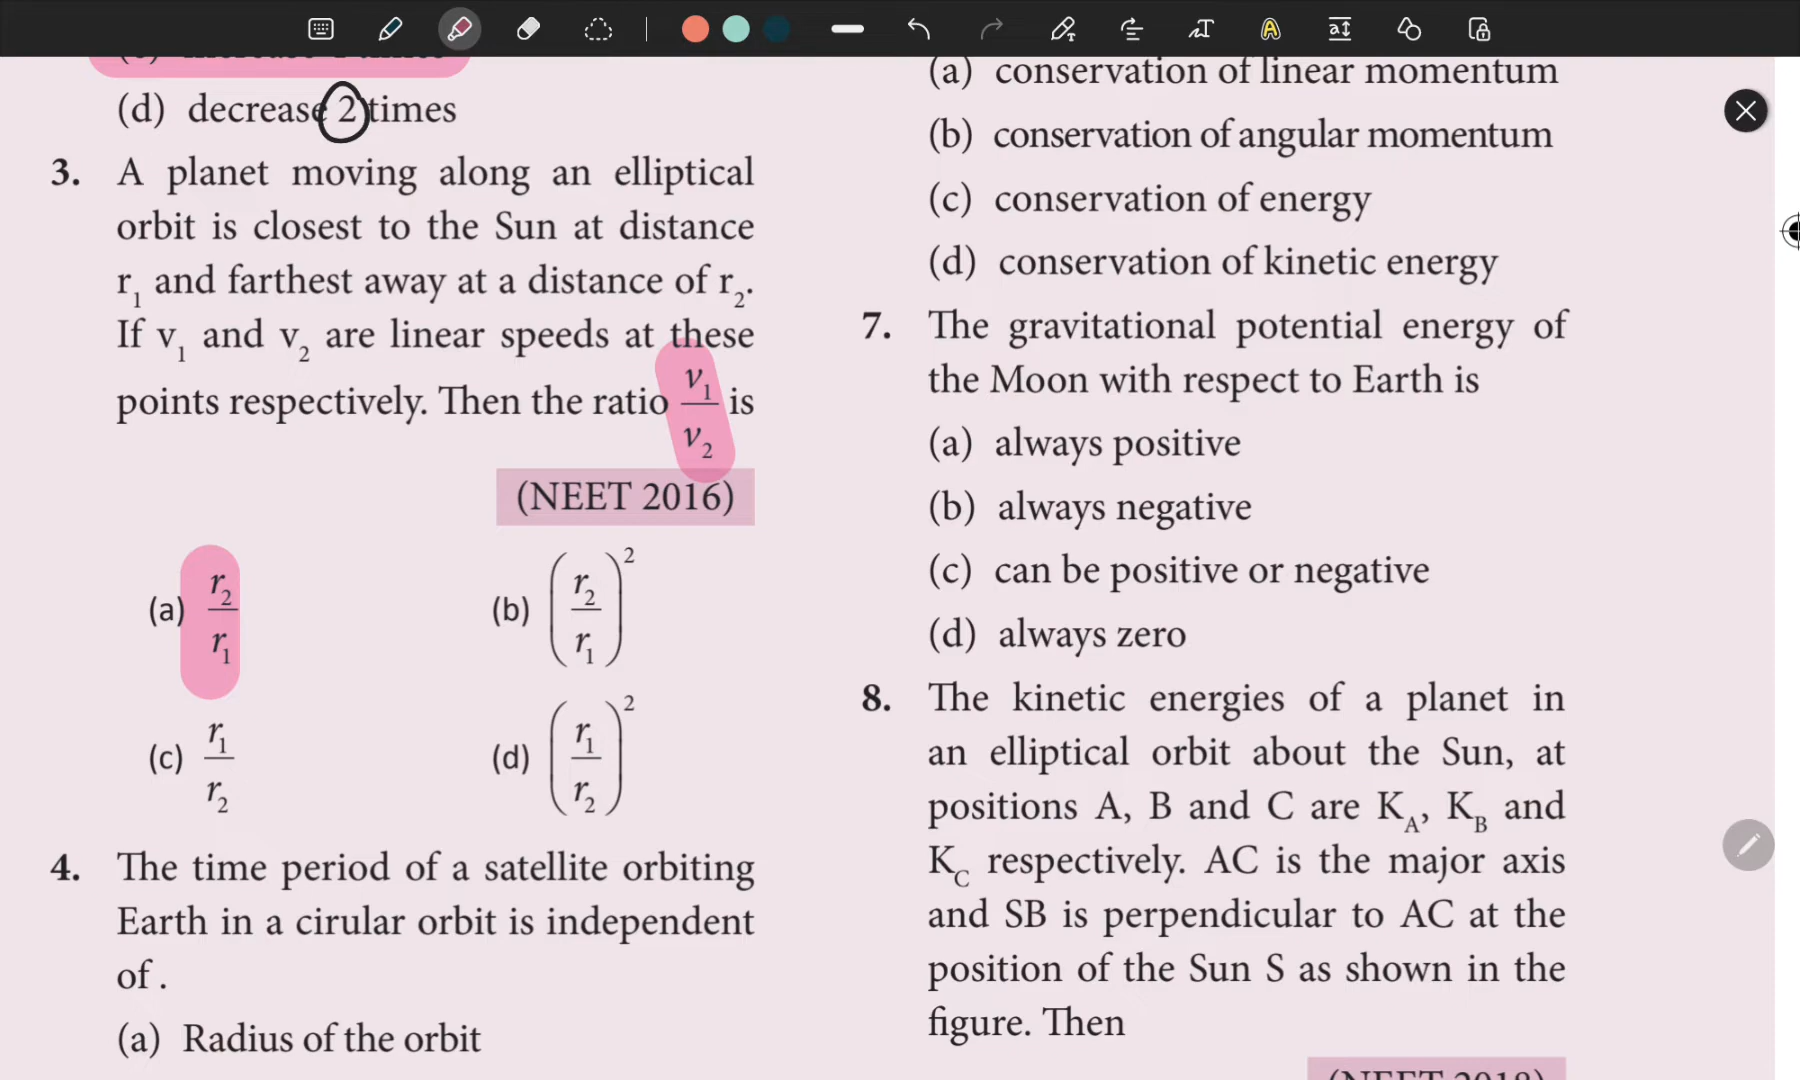 (d) decrease 2 times
3. A planet moving along an elliptical
orbit is closest to the Sun at distance
r1 and farthest away at a distance of r2.
If v1 and v2 are linear speeds at these
points respectively. Then the ratio v1/v2 is
(NEET 2016)
(a) r2/r1 (b) (r2/r1)²
(c) r1/r2 (d) (r1/r2)²
4. The time period of a satellite orbiting
Earth in a cirular orbit is independent
of .
(a) Radius of the orbit
(a) conservation of linear momentum
(b) conservation of angular momentum
(c) conservation of energy
(d) conservation of kinetic energy
7. The gravitational potential energy of
the Moon with respect to Earth is
(a) always positive
(b) always negative
(c) can be positive or negative
(d) always zero
8. The kinetic energies of a planet in
an elliptical orbit about the Sun, at
positions A, B and C are KA, KB and
KC respectively. AC is the major axis
and SB is perpendicular to AC at the
position of the Sun S as shown in the
figure. Then
(NEET 2018)